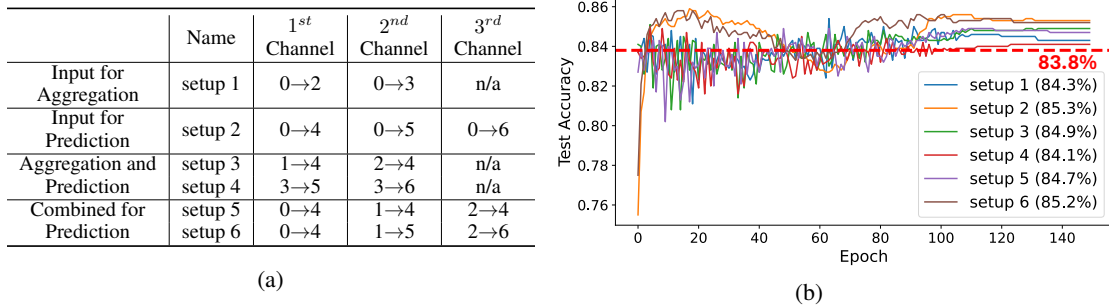 Name 1st Channel 2nd Channel 3rd Channel
Input for Aggregation setup 1 0→2 0→3 n/a
Input for Prediction setup 2 0→4 0→5 0→6
Aggregation and setup 3 1→4 2→4 n/a
Prediction setup 4 3→5 3→6 n/a
Combined for setup 5 0→4 1→4 2→4
Prediction setup 6 0→4 1→5 2→6
(a)
Test Accuracy
0.86
0.84
0.82
0.80
0.78
0.76
83.8%
setup 1 (84.3%)
setup 2 (85.3%)
setup 3 (84.9%)
setup 4 (84.1%)
setup 5 (84.7%)
setup 6 (85.2%)
0 20 40 60 80 100 120 140
Epoch
(b)